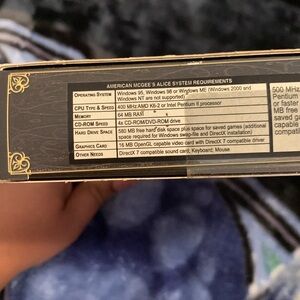 AMERICAN MCGEE'S ALICE SYSTEM REQUIREMENTS
OPERATING SYSTEM Windows 95, Windows 98 or Windows ME (Windows 2000 and
Windows NT are not supported)
CPU TYPE & SPEED 400 MHz AMD K6-2 or Intel Pentium II processor
MEMORY 64 MB RAM
CD-ROM SPEED 4x CD-ROM/DVD-ROM drive
HARD DRIVE SPACE 580 MB free hard disk space plus space for saved games (additional
space required for Windows swap-file and DirectX Installation)
GRAPHICS CARD 16 MB OpenGL capable video card with DirectX 7 compatible driver
OTHER NEEDS DirectX 7 compatible sound card, Keyboard, Mouse
500 MHz
Pentium
or faster
MB free
saved
capable
compat